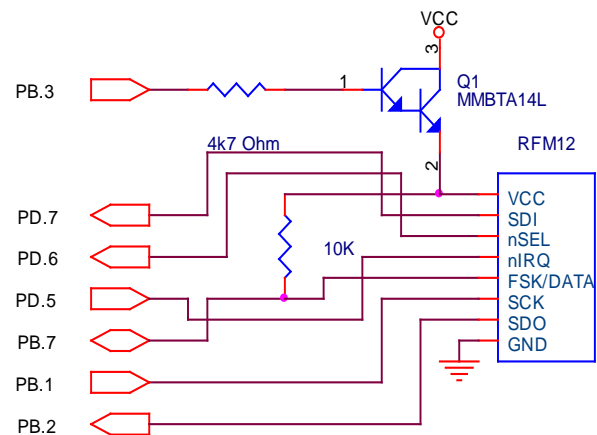 VCC
3
PB.3
1
Q1
MMBTA14L
4k7 Ohm
2
RFM12
PD.7
VCC
SDI
PD.6
nSEL
10K
nIRQ
PD.5
FSK/DATA
SCK
PB.7
SDO
GND
PB.1
PB.2